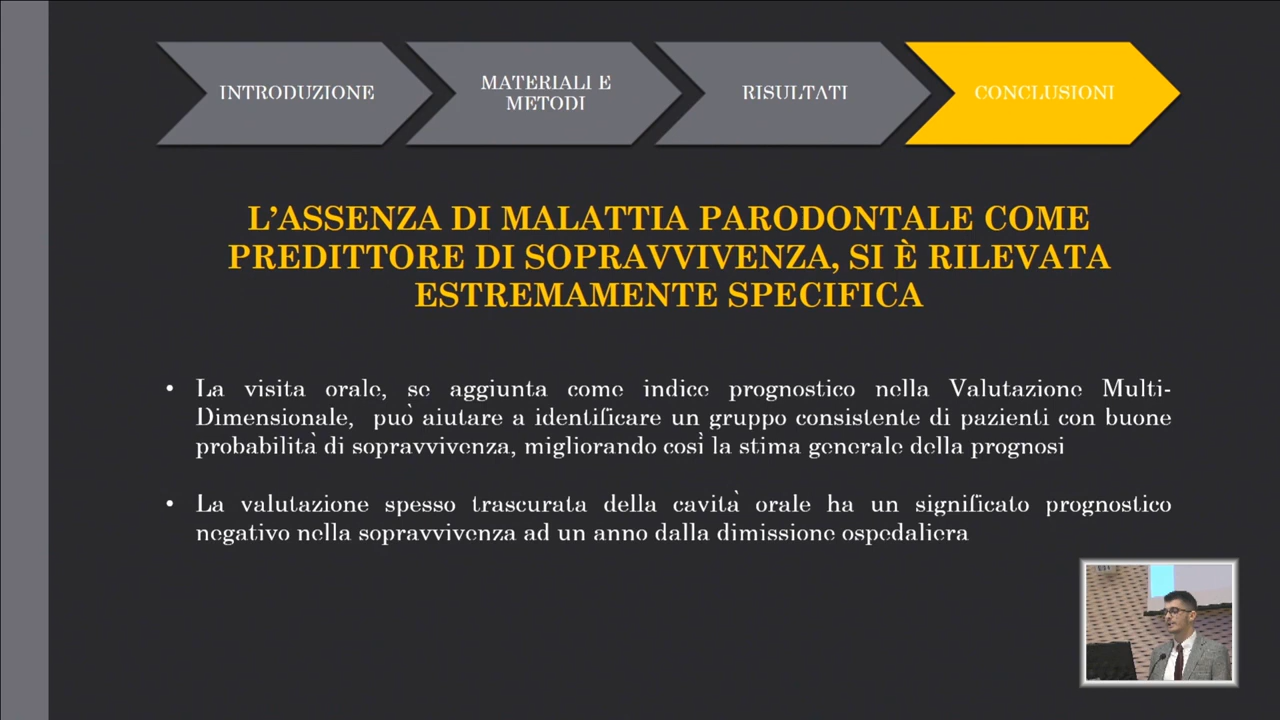 INTRODUZIONE
MATERIALI E
METODI
RISULTATI
CONCLUSIONI
L’ASSENZA DI MALATTIA PARODONTALE COME
PREDITTORE DI SOPRAVVIVENZA, SI È RILEVATA
ESTREMAMENTE SPECIFICA
• La visita orale, se aggiunta come indice prognostico nella Valutazione Multi-
Dimensionale, può aiutare a identificare un gruppo consistente di pazienti con buone
probabilità di sopravvivenza, migliorando così la stima generale della prognosi
• La valutazione spesso trascurata della cavità orale ha un significato prognostico
negativo nella sopravvivenza ad un anno dalla dimissione ospedaliera